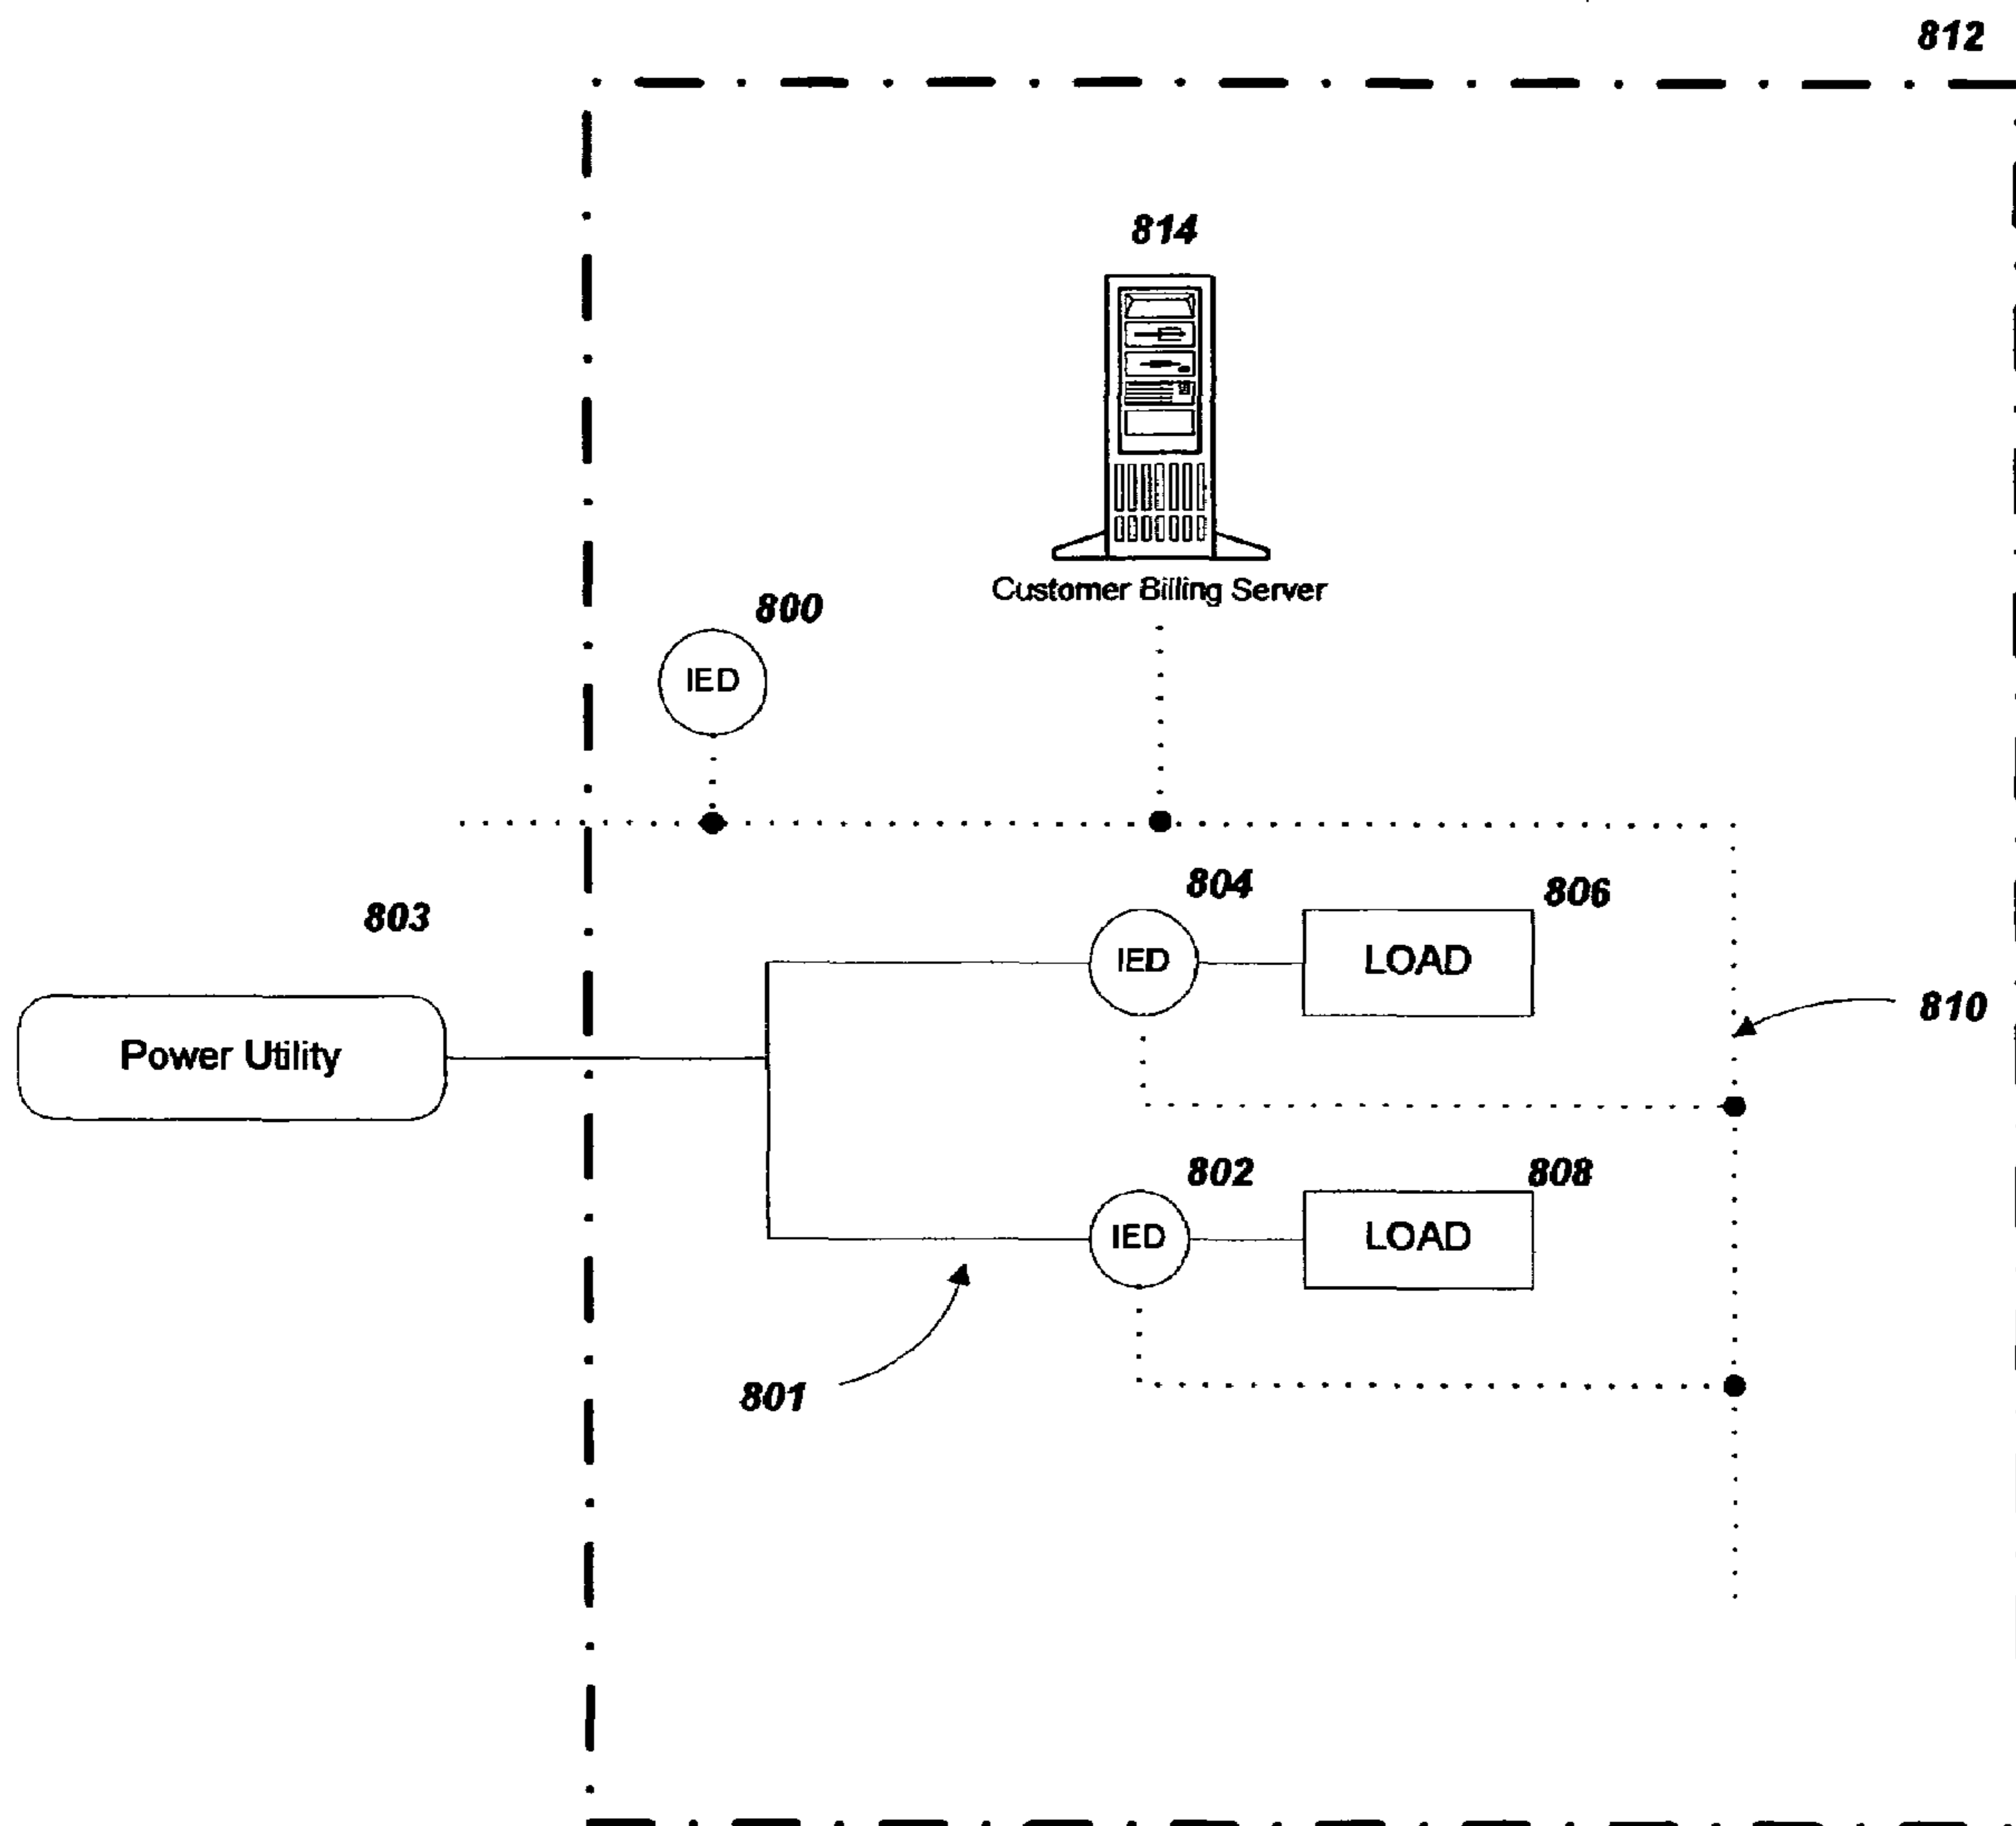 812
814
Customer Billing Server
800
IED
804
806
803
IED
LOAD
810
Power Utility
802
808
IED
LOAD
801